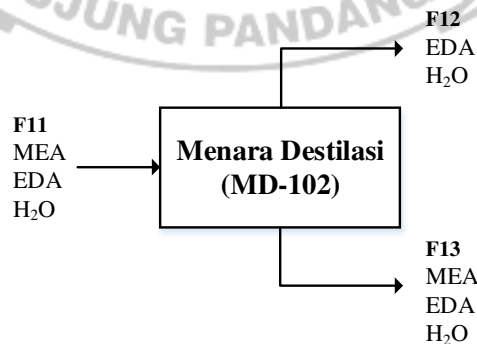 UJUNG PANDANG
F12
EDA
H₂O
F11
MEA
EDA
H₂O
Menara Destilasi
(MD-102)
F13
MEA
EDA
H₂O